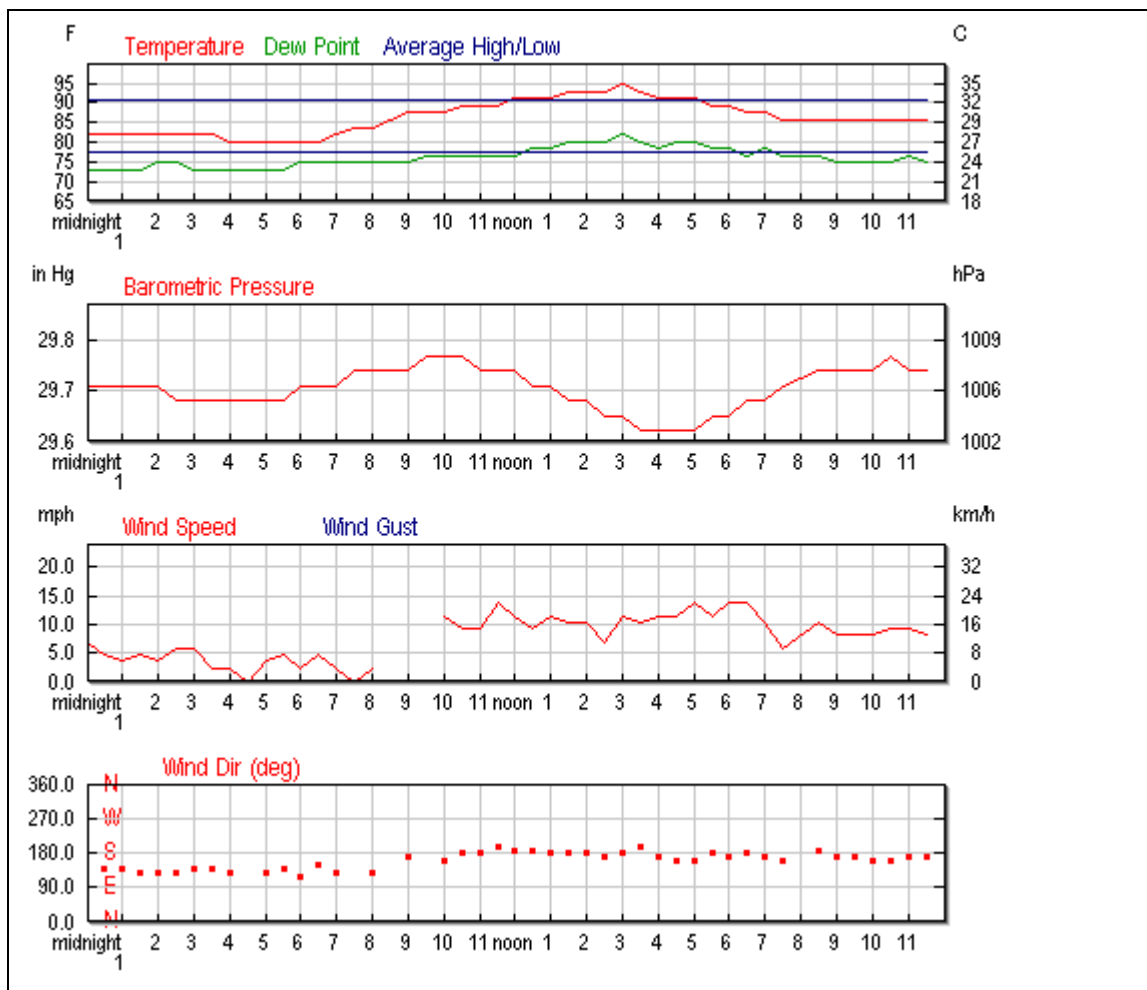 F Temperature Dew Point Average High/Low C
95 35
90 32
85 29
80 27
75 24
70 21
65 18
midnight 1 2 3 4 5 6 7 8 9 10 11 noon 1 2 3 4 5 6 7 8 9 10 11
in Hg Barometric Pressure hPa
29.8 1009
29.7 1006
29.6 1002
midnight 1 2 3 4 5 6 7 8 9 10 11 noon 1 2 3 4 5 6 7 8 9 10 11
mph Wind Speed Wind Gust km/h
20.0 32
15.0 24
10.0 16
5.0 8
0.0 0
midnight 1 2 3 4 5 6 7 8 9 10 11 noon 1 2 3 4 5 6 7 8 9 10 11
Wind Dir (deg)
360.0 N
270.0 W
180.0 S
90.0 E
0.0 N
midnight 1 2 3 4 5 6 7 8 9 10 11 noon 1 2 3 4 5 6 7 8 9 10 11